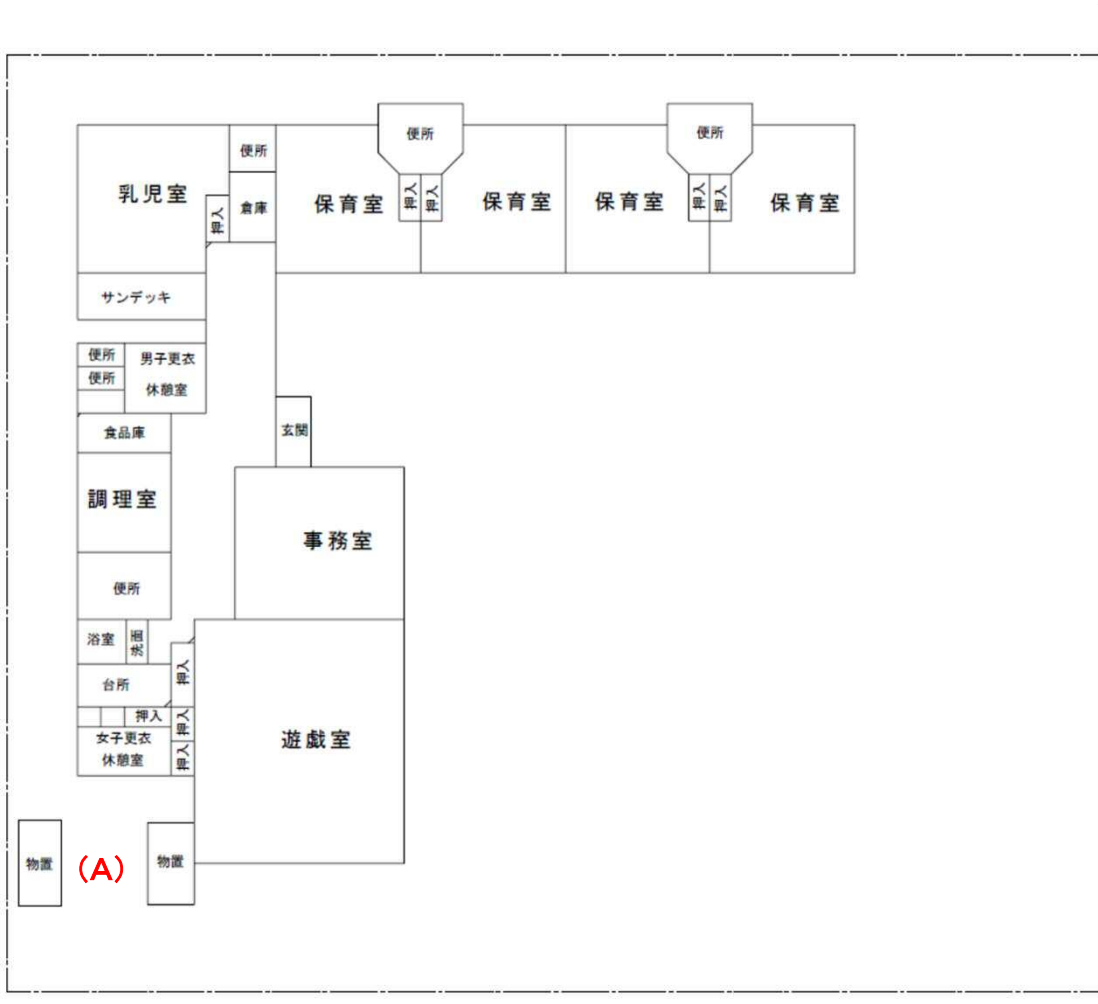 便所
便所
便所
乳児室
押入
倉庫
保育室
押入
押入
保育室
保育室
押入
押入
保育室
サンデッキ
便所
便所
男子更衣
休憩室
食品庫
玄関
調理室
事務室
便所
浴室
洗面
押入
台所
押入
押入
女子更衣
休憩室
押入
遊戯室
物置
(A)
物置